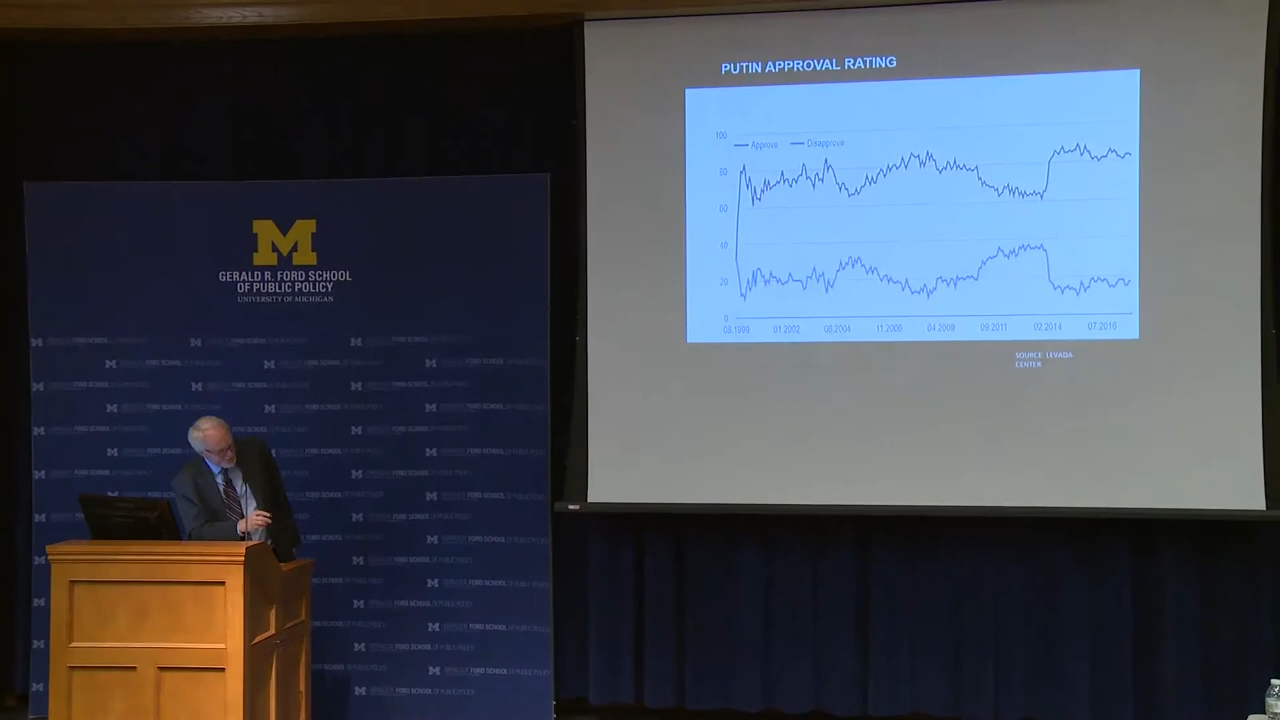 M
GERALD R. FORD SCHOOL
OF PUBLIC POLICY
UNIVERSITY OF MICHIGAN
PUTIN APPROVAL RATING
Approve Disapprove
100
80
60
40
20
0
08.1999 01.2002 08.2004 11.2006 04.2009 09.2011 02.2014 07.2016
SOURCE: LEVADA-
CENTER